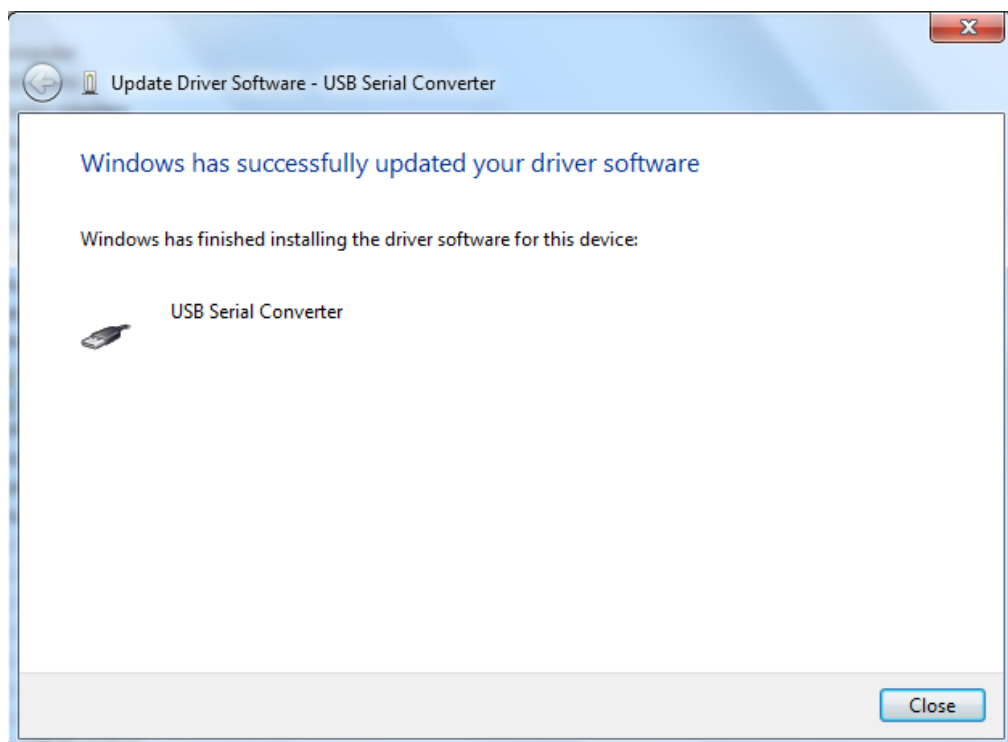 Update Driver Software - USB Serial Converter
Windows has successfully updated your driver software
Windows has finished installing the driver software for this device:
USB Serial Converter
Close